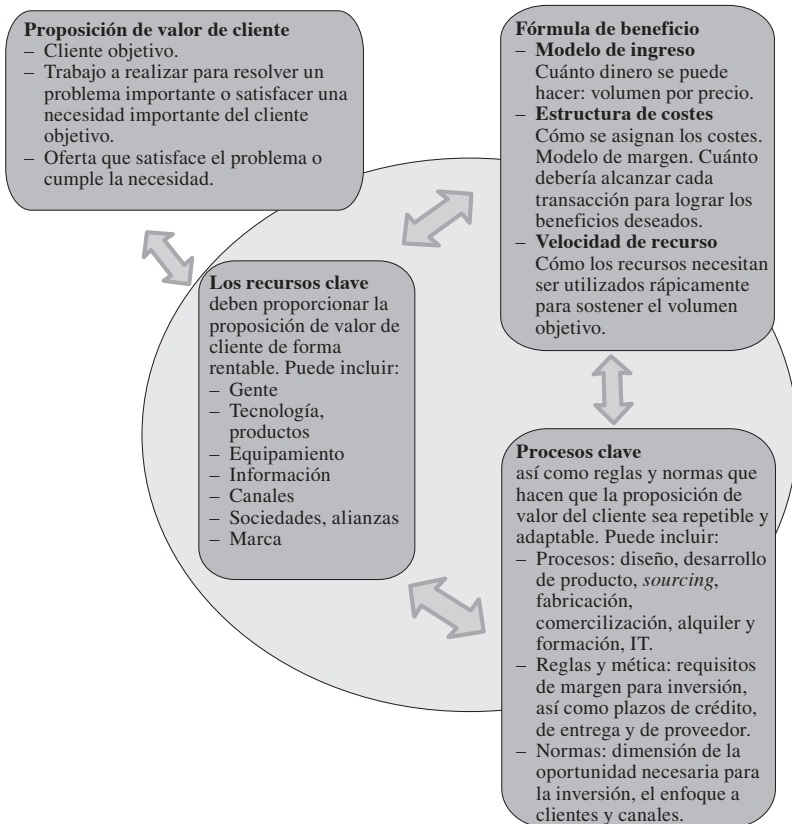 Proposición de valor de cliente
– Cliente objetivo.
– Trabajo a realizar para resolver un
problema importante o satisfacer una
necesidad importante del cliente
objetivo.
– Oferta que satisface el problema o
cumple la necesidad.
Fórmula de beneficio
– Modelo de ingreso
Cuánto dinero se puede
hacer: volumen por precio.
– Estructura de costes
Cómo se asignan los costes.
Modelo de margen. Cuánto
debería alcanzar cada
transacción para lograr los
beneficios deseados.
– Velocidad de recurso
Cómo los recursos necesitan
ser utilizados rápicamente
para sostener el volumen
objetivo.
Los recursos clave
deben proporcionar la
proposición de valor de
cliente de forma
rentable. Puede incluir:
– Gente
– Tecnología,
productos
– Equipamiento
– Información
– Canales
– Sociedades, alianzas
– Marca
Procesos clave
así como reglas y normas que
hacen que la proposición de
valor del cliente sea repetible y
adaptable. Puede incluir:
– Procesos: diseño, desarrollo
de producto, sourcing,
fabricación,
comercilización, alquiler y
formación, IT.
– Reglas y mética: requisitos
de margen para inversión,
así como plazos de crédito,
de entrega y de proveedor.
– Normas: dimensión de la
oportunidad necesaria para
la inversión, el enfoque a
clientes y canales.